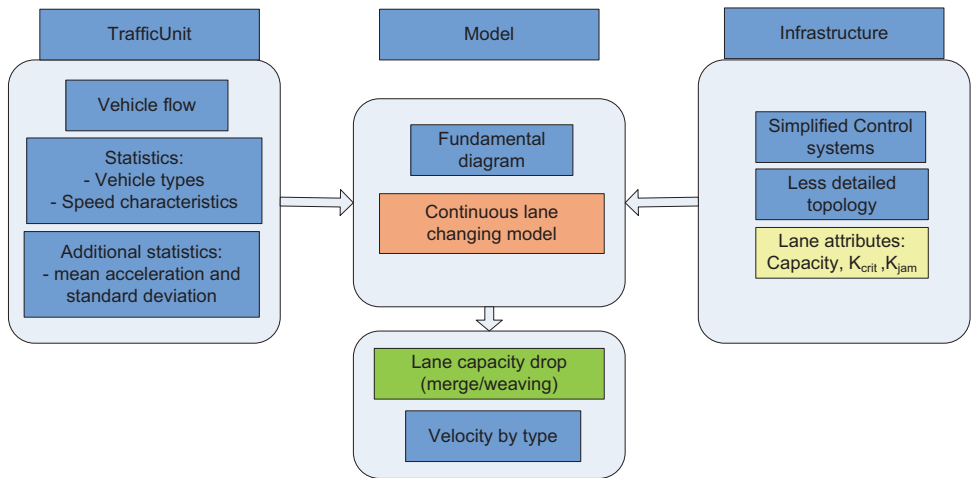 TrafficUnit
Vehicle flow
Statistics:
- Vehicle types
- Speed characteristics
Additional statistics:
- mean acceleration and
standard deviation
Model
Fundamental
diagram
Continuous lane
changing model
Lane capacity drop
(merge/weaving)
Velocity by type
Infrastructure
Simplified Control
systems
Less detailed
topology
Lane attributes:
Capacity, K_crit ,K_jam